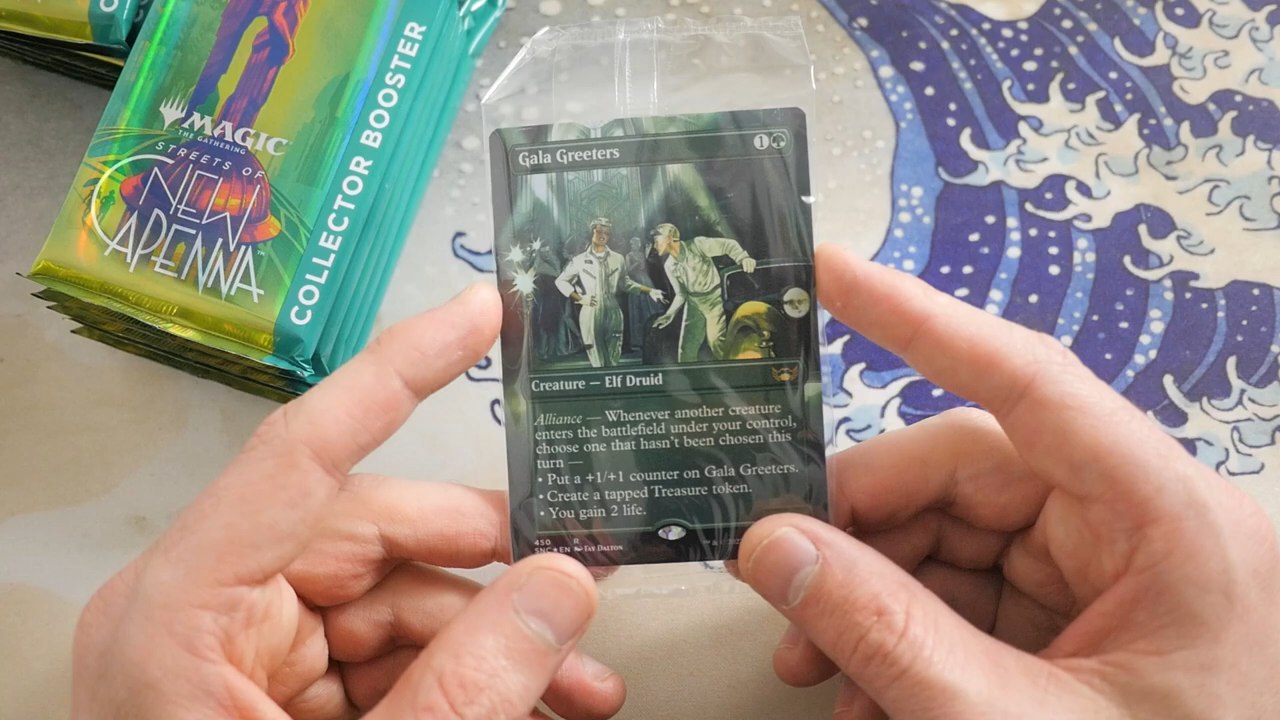 MAGIC
THE GATHERING
STREETS OF
NEW
CAPENNA
COLLECTOR BOOSTER
Gala Greeters
1
Creature — Elf Druid
Alliance — Whenever another creature
enters the battlefield under your control,
choose one that hasn't been chosen this
turn —
• Put a +1/+1 counter on Gala Greeters.
• Create a tapped Treasure token.
• You gain 2 life.
450 R
SNC★EN Fay Dalton